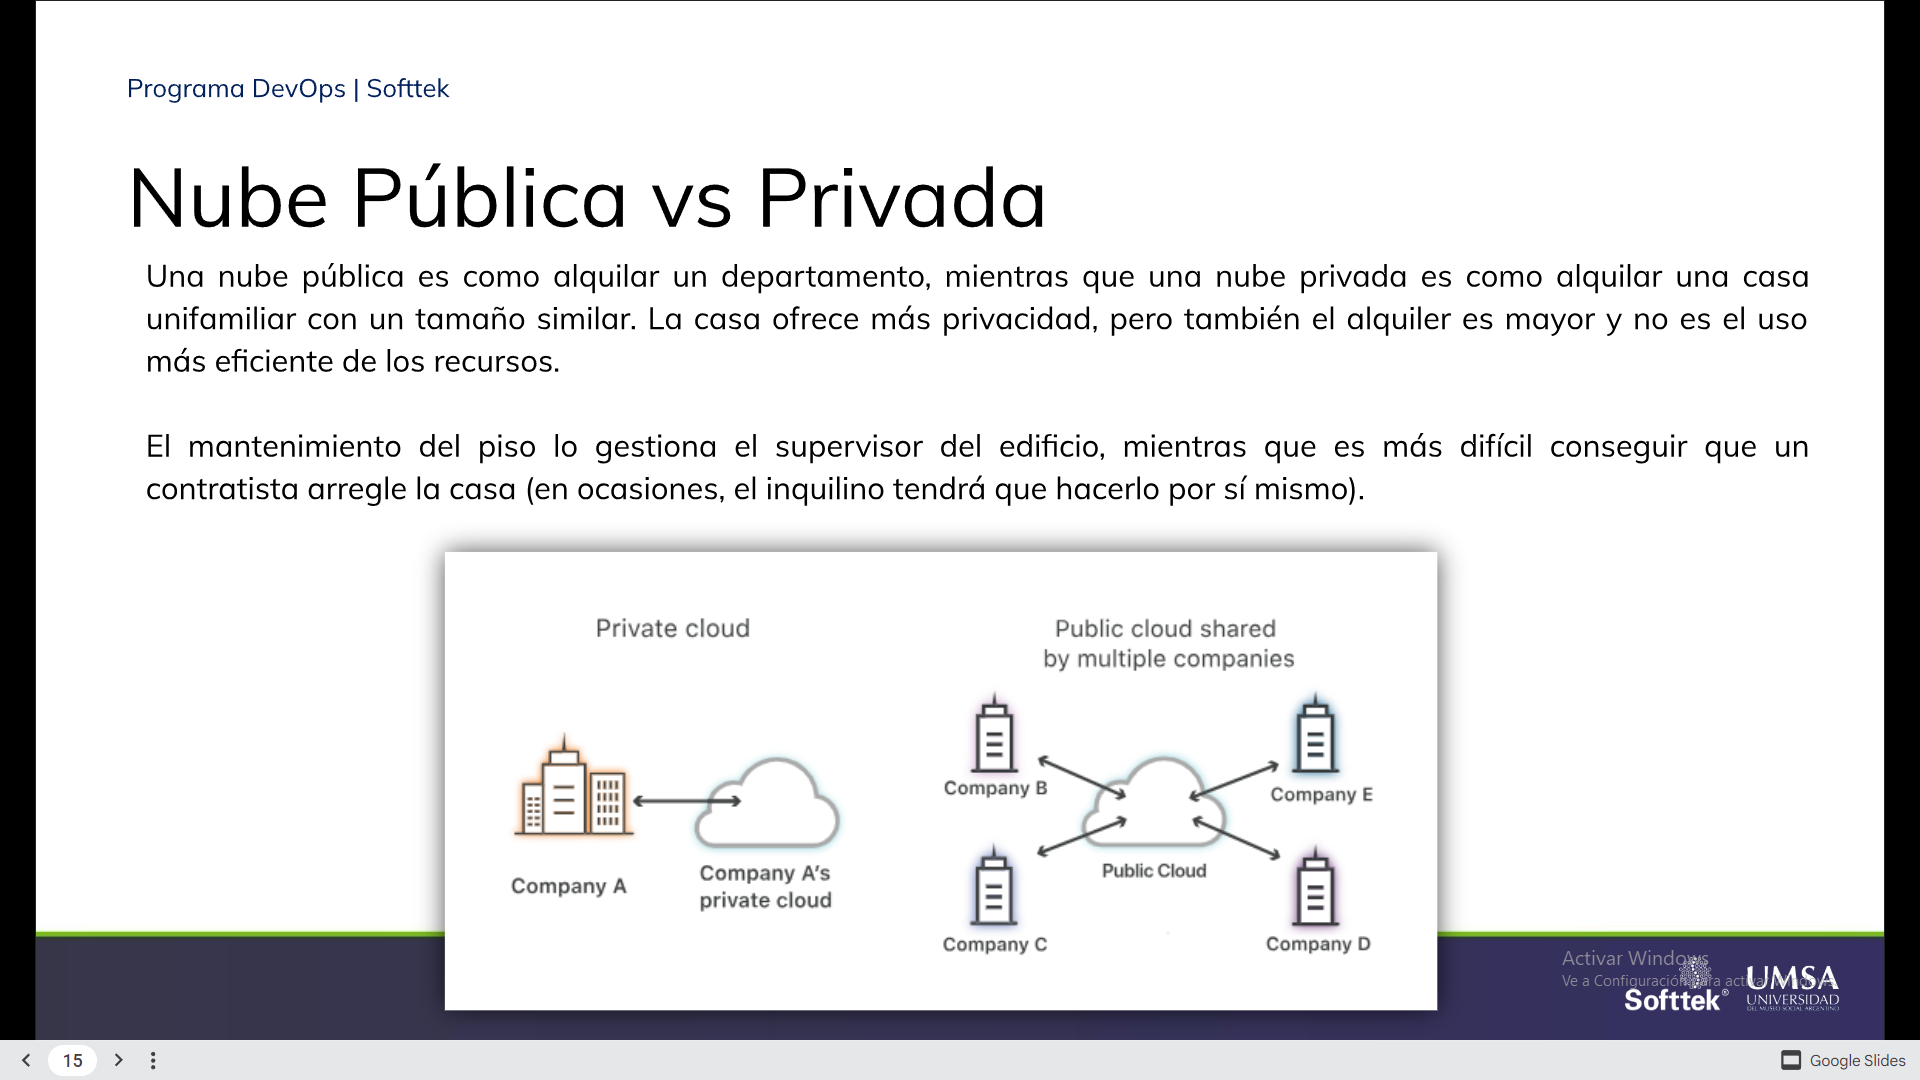 Programa DevOps | Softtek
Nube Pública vs Privada
Una nube pública es como alquilar un departamento, mientras que una nube privada es como alquilar una casa
unifamiliar con un tamaño similar. La casa ofrece más privacidad, pero también el alquiler es mayor y no es el uso
más eficiente de los recursos.
El mantenimiento del piso lo gestiona el supervisor del edificio, mientras que es más difícil conseguir que un
contratista arregle la casa (en ocasiones, el inquilino tendrá que hacerlo por sí mismo).
Private cloud
Company A
Company A's
private cloud
Public cloud shared
by multiple companies
Company B
Company E
Public Cloud
Company C
Company D
Activar Windows
Ve a Configuración para activar Windows.
Softtek®
UMSA
UNIVERSIDAD
DEL MUSEO SOCIAL ARGENTINO
15
Google Slides